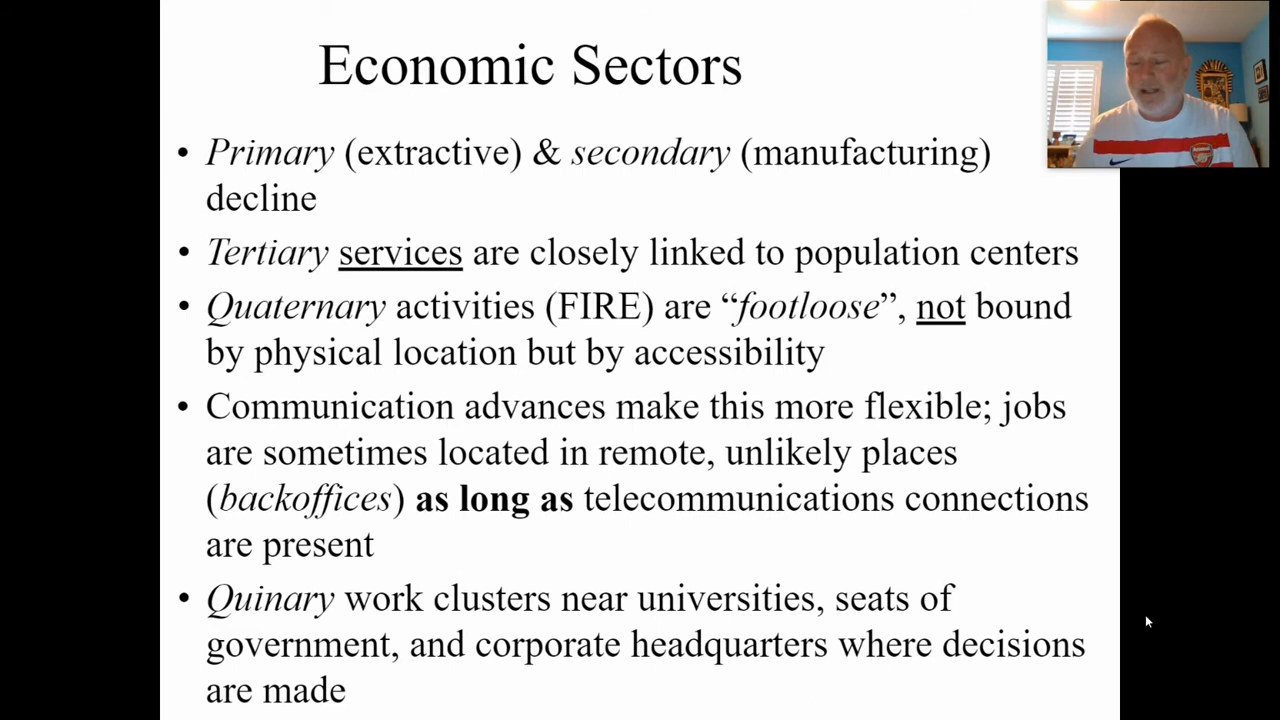 Economic Sectors
• Primary (extractive) & secondary (manufacturing)
decline
• Tertiary services are closely linked to population centers
• Quaternary activities (FIRE) are “footloose”, not bound
by physical location but by accessibility
• Communication advances make this more flexible; jobs
are sometimes located in remote, unlikely places
(backoffices) as long as telecommunications connections
are present
• Quinary work clusters near universities, seats of
government, and corporate headquarters where decisions
are made